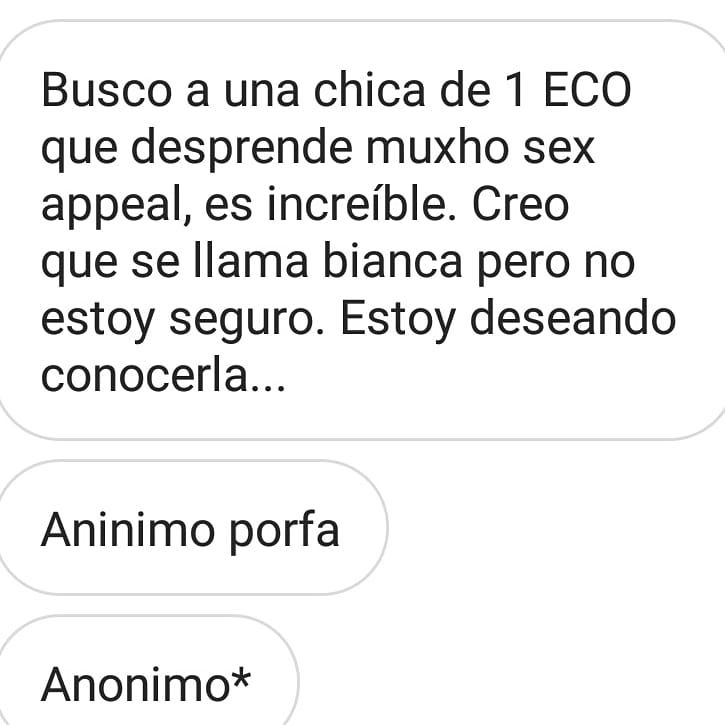 Busco a una chica de 1 ECO
que desprende muxho sex
appeal, es increíble. Creo
que se llama bianca pero no
estoy seguro. Estoy deseando
conocerla...
Aninimo porfa
Anonimo*